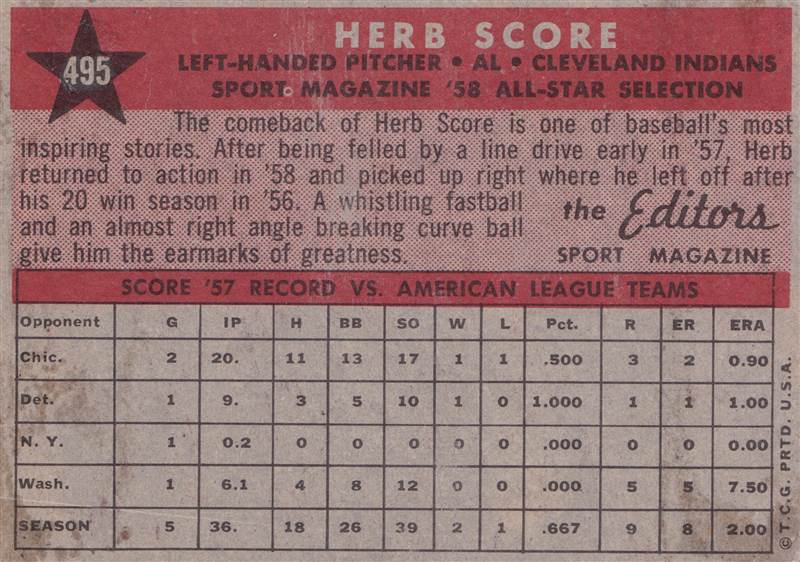 495
HERB SCORE
LEFT-HANDED PITCHER • AL • CLEVELAND INDIANS
SPORT MAGAZINE '58 ALL-STAR SELECTION
The comeback of Herb Score is one of baseball's most
inspiring stories. After being felled by a line drive early in '57, Herb
returned to action in '58 and picked up right where he left off after
his 20 win season in '56. A whistling fastball
and an almost right angle breaking curve ball
give him the earmarks of greatness.
the Editors
SPORT MAGAZINE
SCORE '57 RECORD VS. AMERICAN LEAGUE TEAMS
Opponent G IP H BB SO W L Pct. R ER ERA
Chic. 2 20. 11 13 17 1 1 .500 3 2 0.90
Det. 1 9. 3 5 10 1 0 1.000 1 1 1.00
N. Y. 1 0.2 0 0 0 0 0 .000 0 0 0.00
Wash. 1 6.1 4 8 12 0 0 .000 5 5 7.50
SEASON 5 36. 18 26 39 2 1 .667 9 8 2.00
© T.C.G. PRTD. U.S.A.